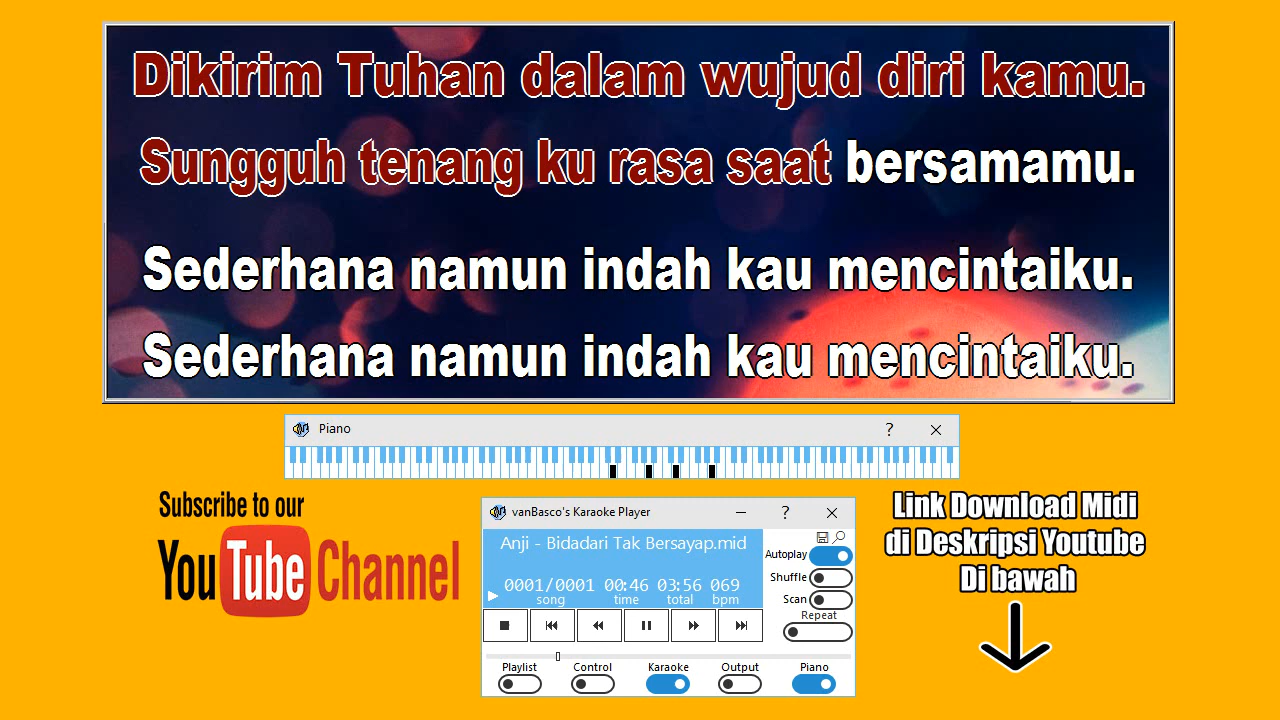 Dikirim Tuhan dalam wujud diri kamu.
Sungguh tenang ku rasa saat bersamamu.
Sederhana namun indah kau mencintaiku.
Sederhana namun indah kau mencintaiku.
Piano
Subscribe to our
YouTube Channel
vanBasco's Karaoke Player
Anji - Bidadari Tak Bersayap.mid
0001/0001 00:46 03:56 069
song time total bpm
Autoplay
Shuffle
Scan
Repeat
Playlist Control Karaoke Output Piano
Link Download Midi
di Deskripsi Youtube
Di bawah